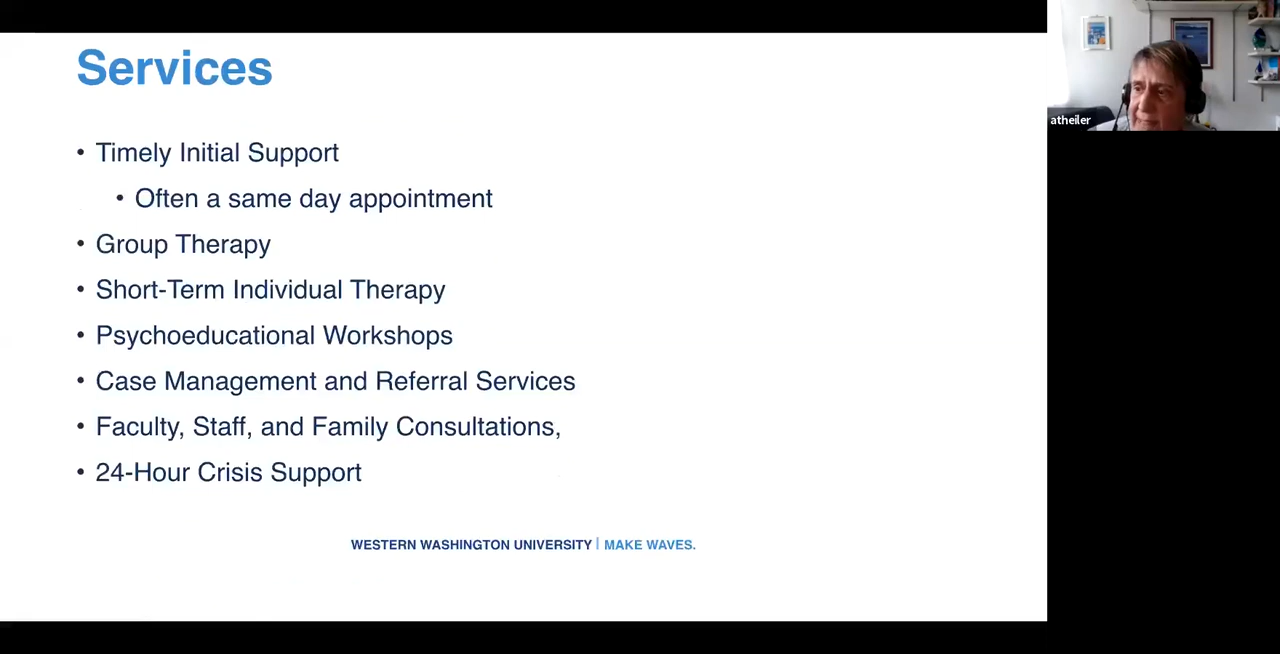 Services
• Timely Initial Support
• Often a same day appointment
• Group Therapy
• Short-Term Individual Therapy
• Psychoeducational Workshops
• Case Management and Referral Services
• Faculty, Staff, and Family Consultations,
• 24-Hour Crisis Support
WESTERN WASHINGTON UNIVERSITY | MAKE WAVES.
atheiler